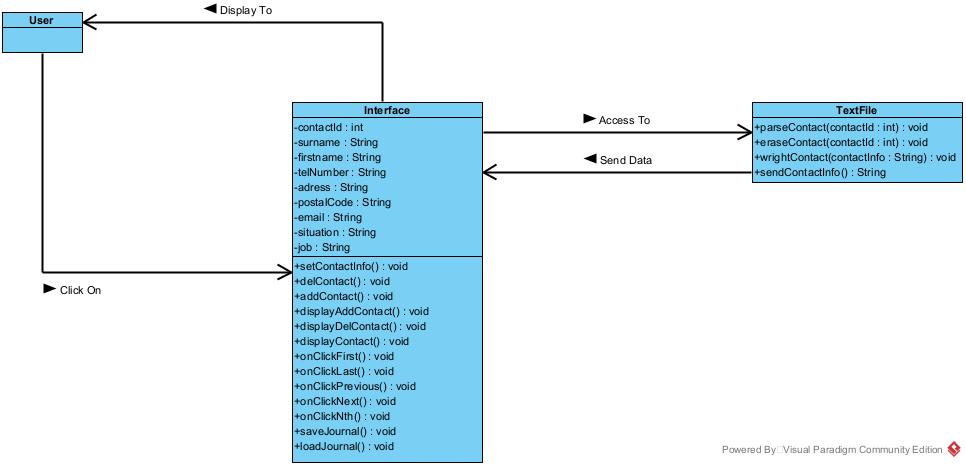 Display To
User
Interface
-contactId : int
-surname : String
-firstname : String
-telNumber : String
-adress : String
-postalCode : String
-email : String
-situation : String
-job : String
+setContactInfo() : void
+delContact() : void
+addContact() : void
+displayAddContact() : void
+displayDelContact() : void
+displayContact() : void
+onClickFirst() : void
+onClickLast() : void
+onClickPrevious() : void
+onClickNext() : void
+onClickNth() : void
+saveJournal() : void
+loadJournal() : void
Access To
Send Data
TextFile
+parseContact(contactId : int) : void
+eraseContact(contactId : int) : void
+wrightContact(contactInfo : String) : void
+sendContactInfo() : String
Click On
Powered By Visual Paradigm Community Edition